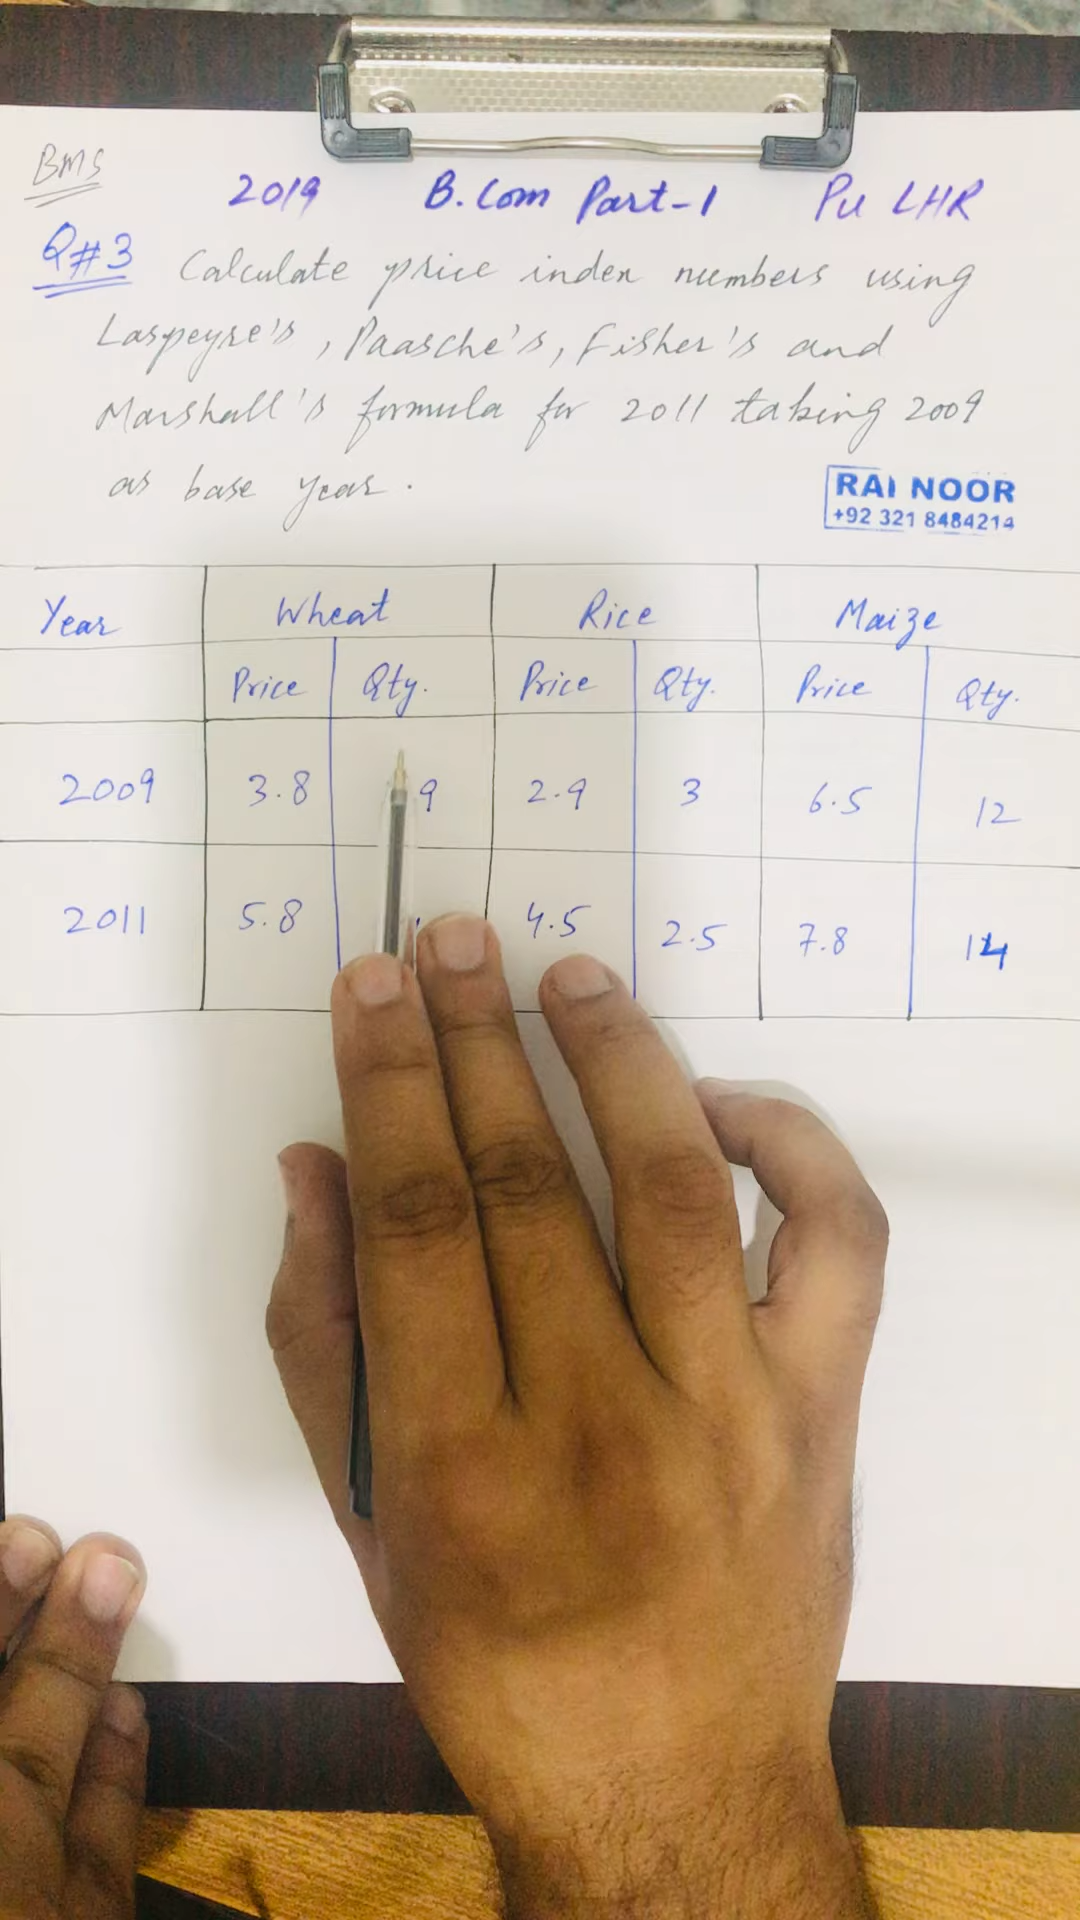 BMS
2019 B.Com Part-1 PU LHR
Q#3 Calculate price index numbers using
Laspeyre's, Paasche's, Fisher's and
Marshall's formula for 2011 taking 2009
as base year.
RAI NOOR
+92 321 8484214
Year Wheat Rice Maize
Price Qty. Price Qty. Price Qty.
2009 3.8 2.9 3 6.5 12
2011 5.8 4.5 2.5 7.8 14